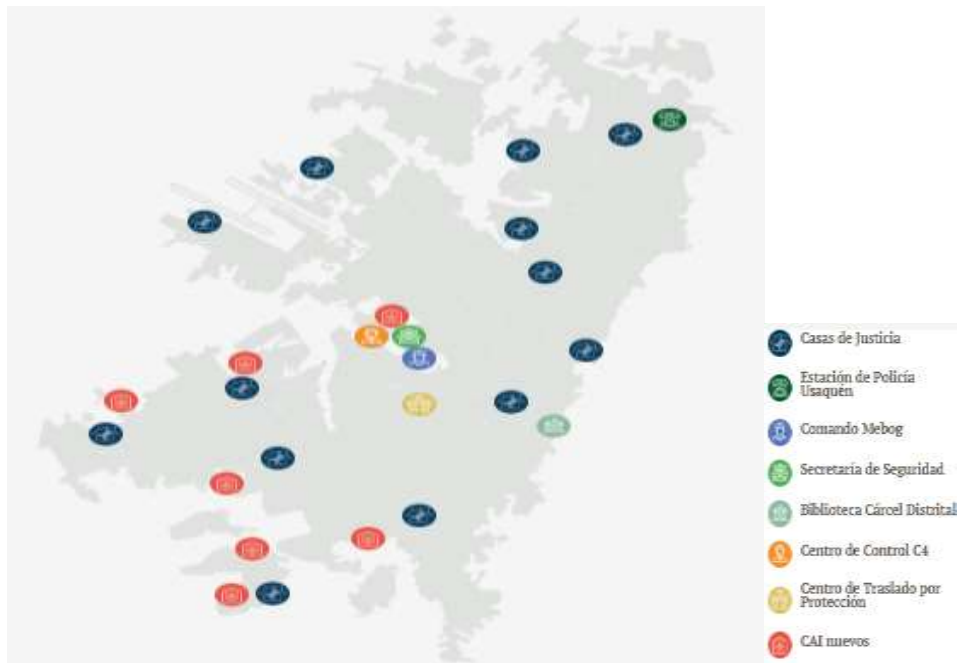 Casas de Justicia
Estación de Policía
Usaquén
Comando Mebog
Secretaría de Seguridad
Biblioteca Cárcel Distrital
Centro de Control C4
Centro de Traslado por
Protección
CAI nuevos